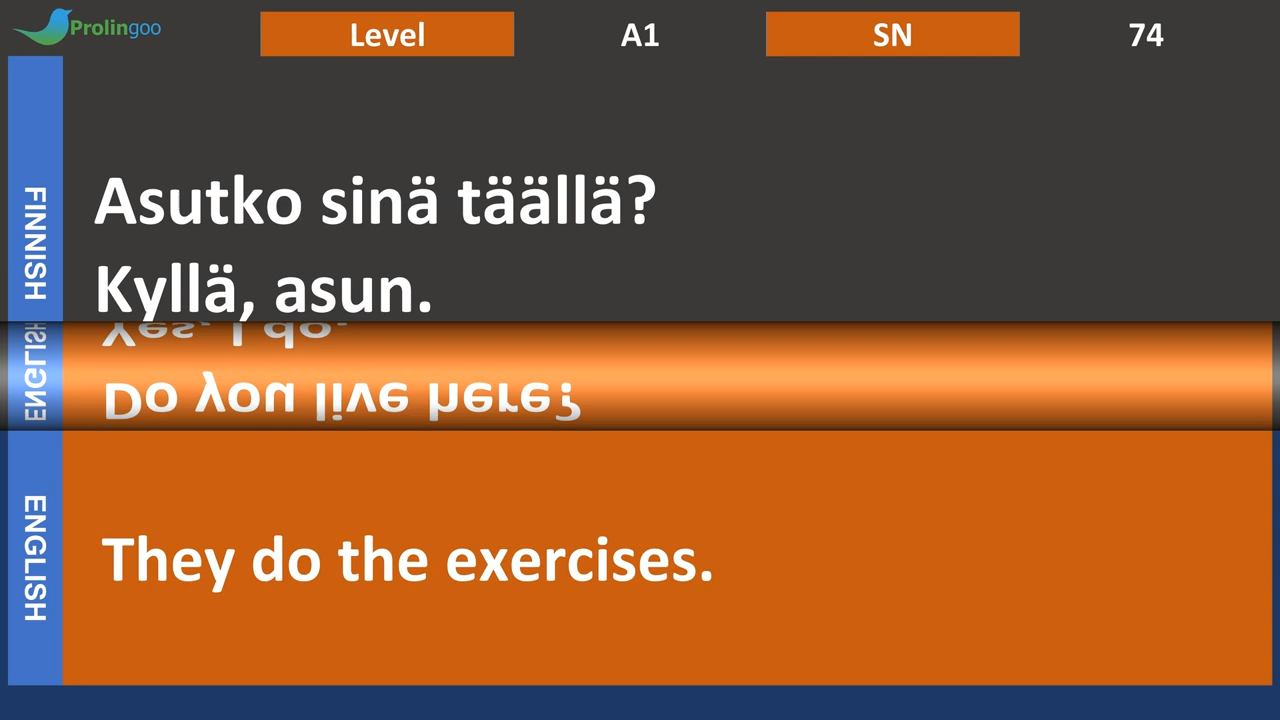 Prolingoo
Level A1 SN 74
FINNISH
Asutko sinä täällä?
Kyllä, asun.
ENGLISH
Yes, I do.
Do you live here?
ENGLISH
They do the exercises.